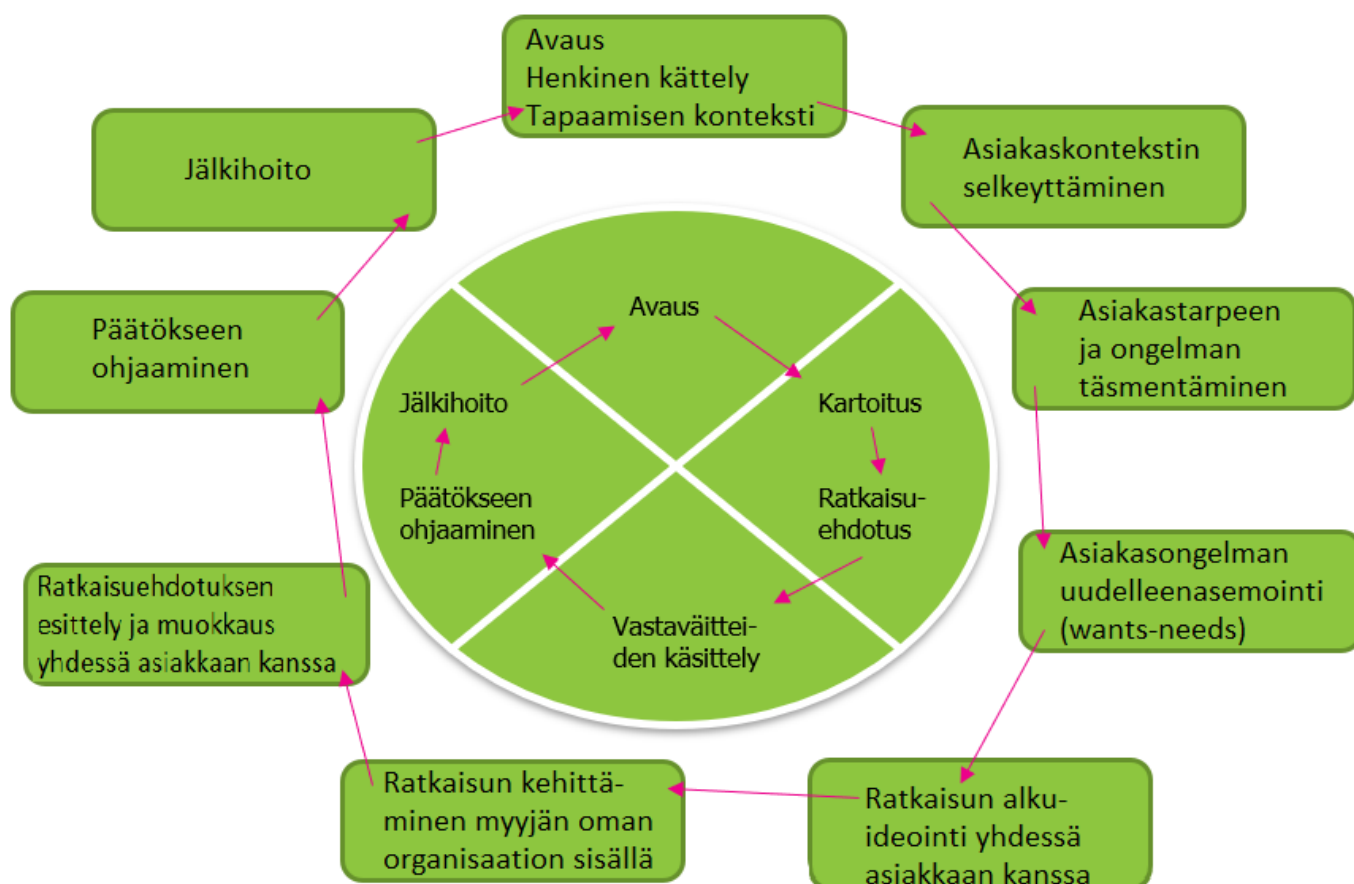 Avaus
Henkinen kättely
Tapaamisen konteksti
Asiakaskontekstin
selkeyttäminen
Asiakastarpeen
ja ongelman
täsmentäminen
Asiakasongelman
uudelleenasemointi
(wants-needs)
Ratkaisun alku-
ideointi yhdessä
asiakkaan kanssa
Ratkaisun kehittä-
minen myyjän oman
organisaation sisällä
Ratkaisuehdotuksen
esittely ja muokkaus
yhdessä asiakkaan kanssa
Päätökseen
ohjaaminen
Jälkihoito
Avaus
Kartoitus
Ratkaisu-
ehdotus
Vastaväittei-
den käsittely
Päätökseen
ohjaaminen
Jälkihoito